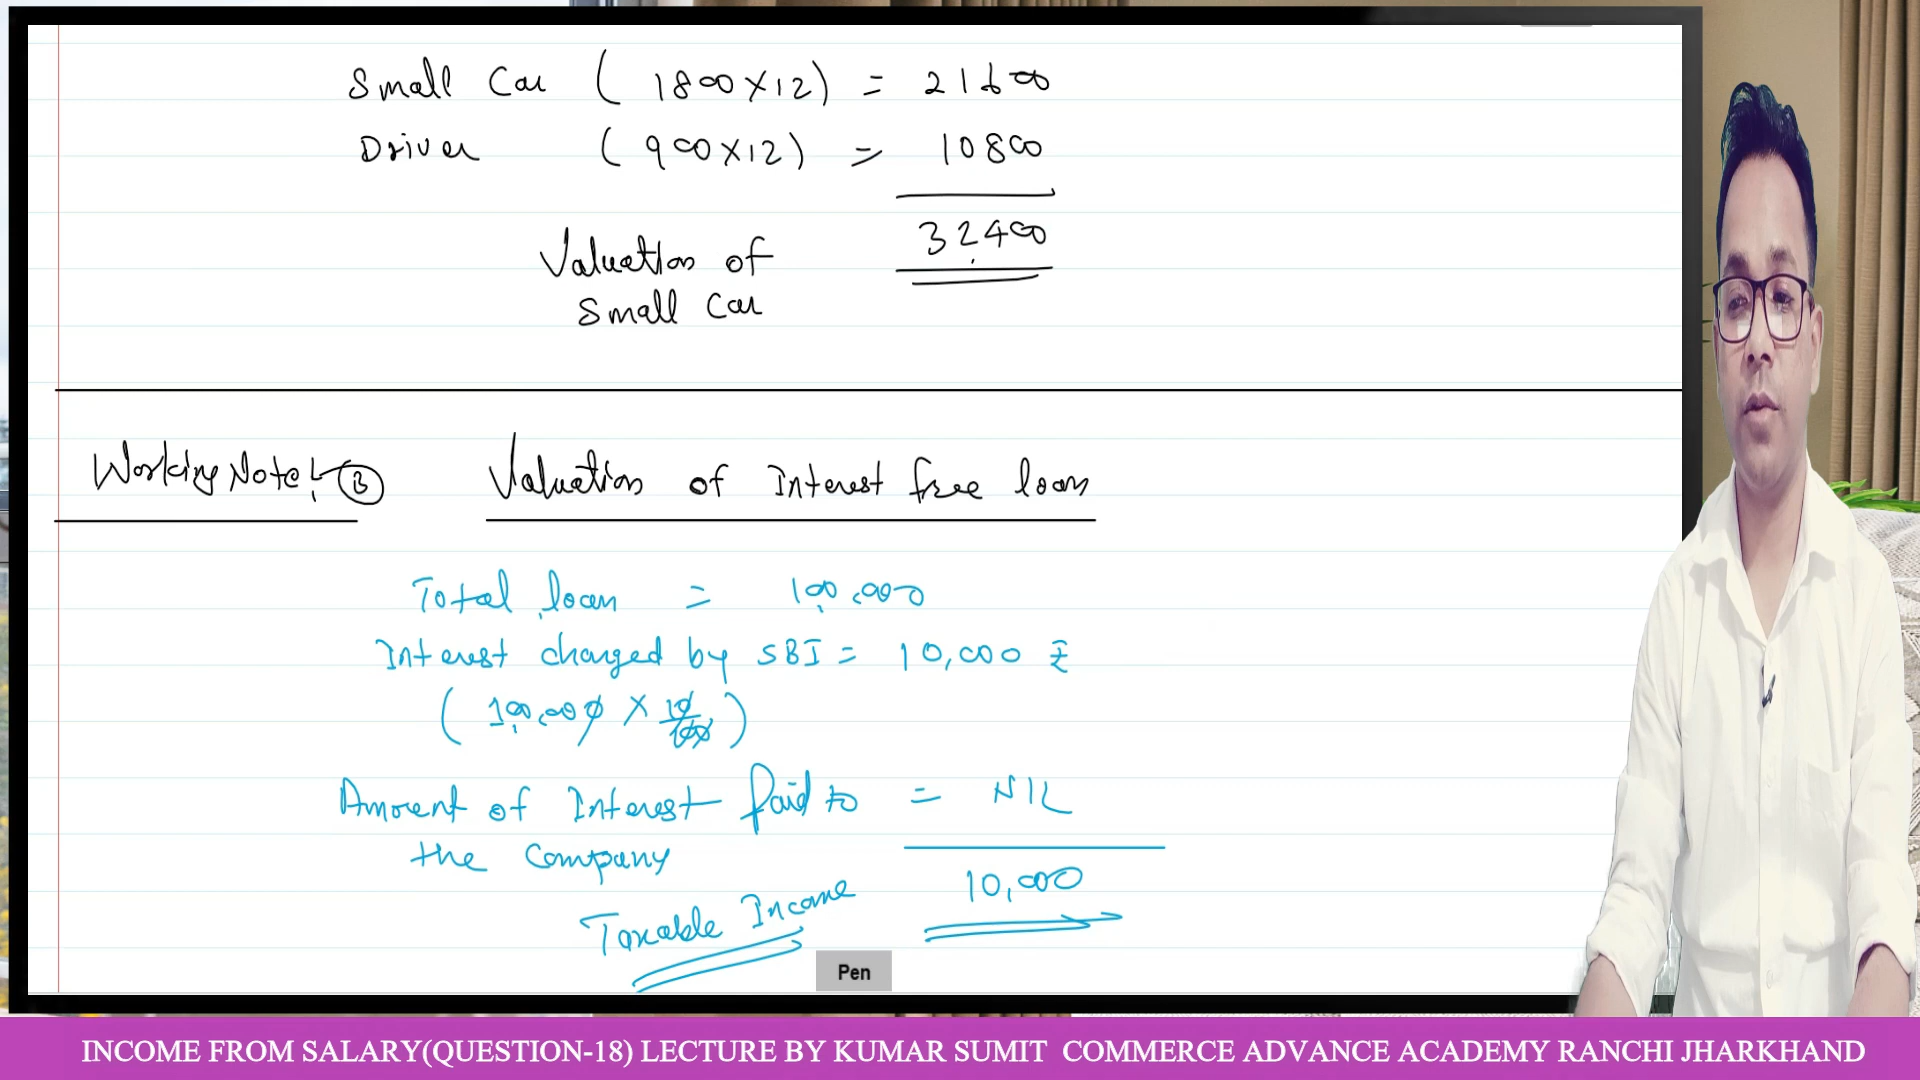 Small Car ( 1800 X 12 ) = 21600
Driver ( 900 X 12 ) = 10800
32400
Valuation of
Small Car
Working Note:- 3 Valuation of Interest free loan
Total loan = 100,000
Interest charged by SBI = 10,000 ₹
( 100,000 X 10/100 )
Amount of Interest Paid to = NIL
the Company
10,000
Taxable Income
Pen
INCOME FROM SALARY(QUESTION-18) LECTURE BY KUMAR SUMIT COMMERCE ADVANCE ACADEMY RANCHI JHARKHAND